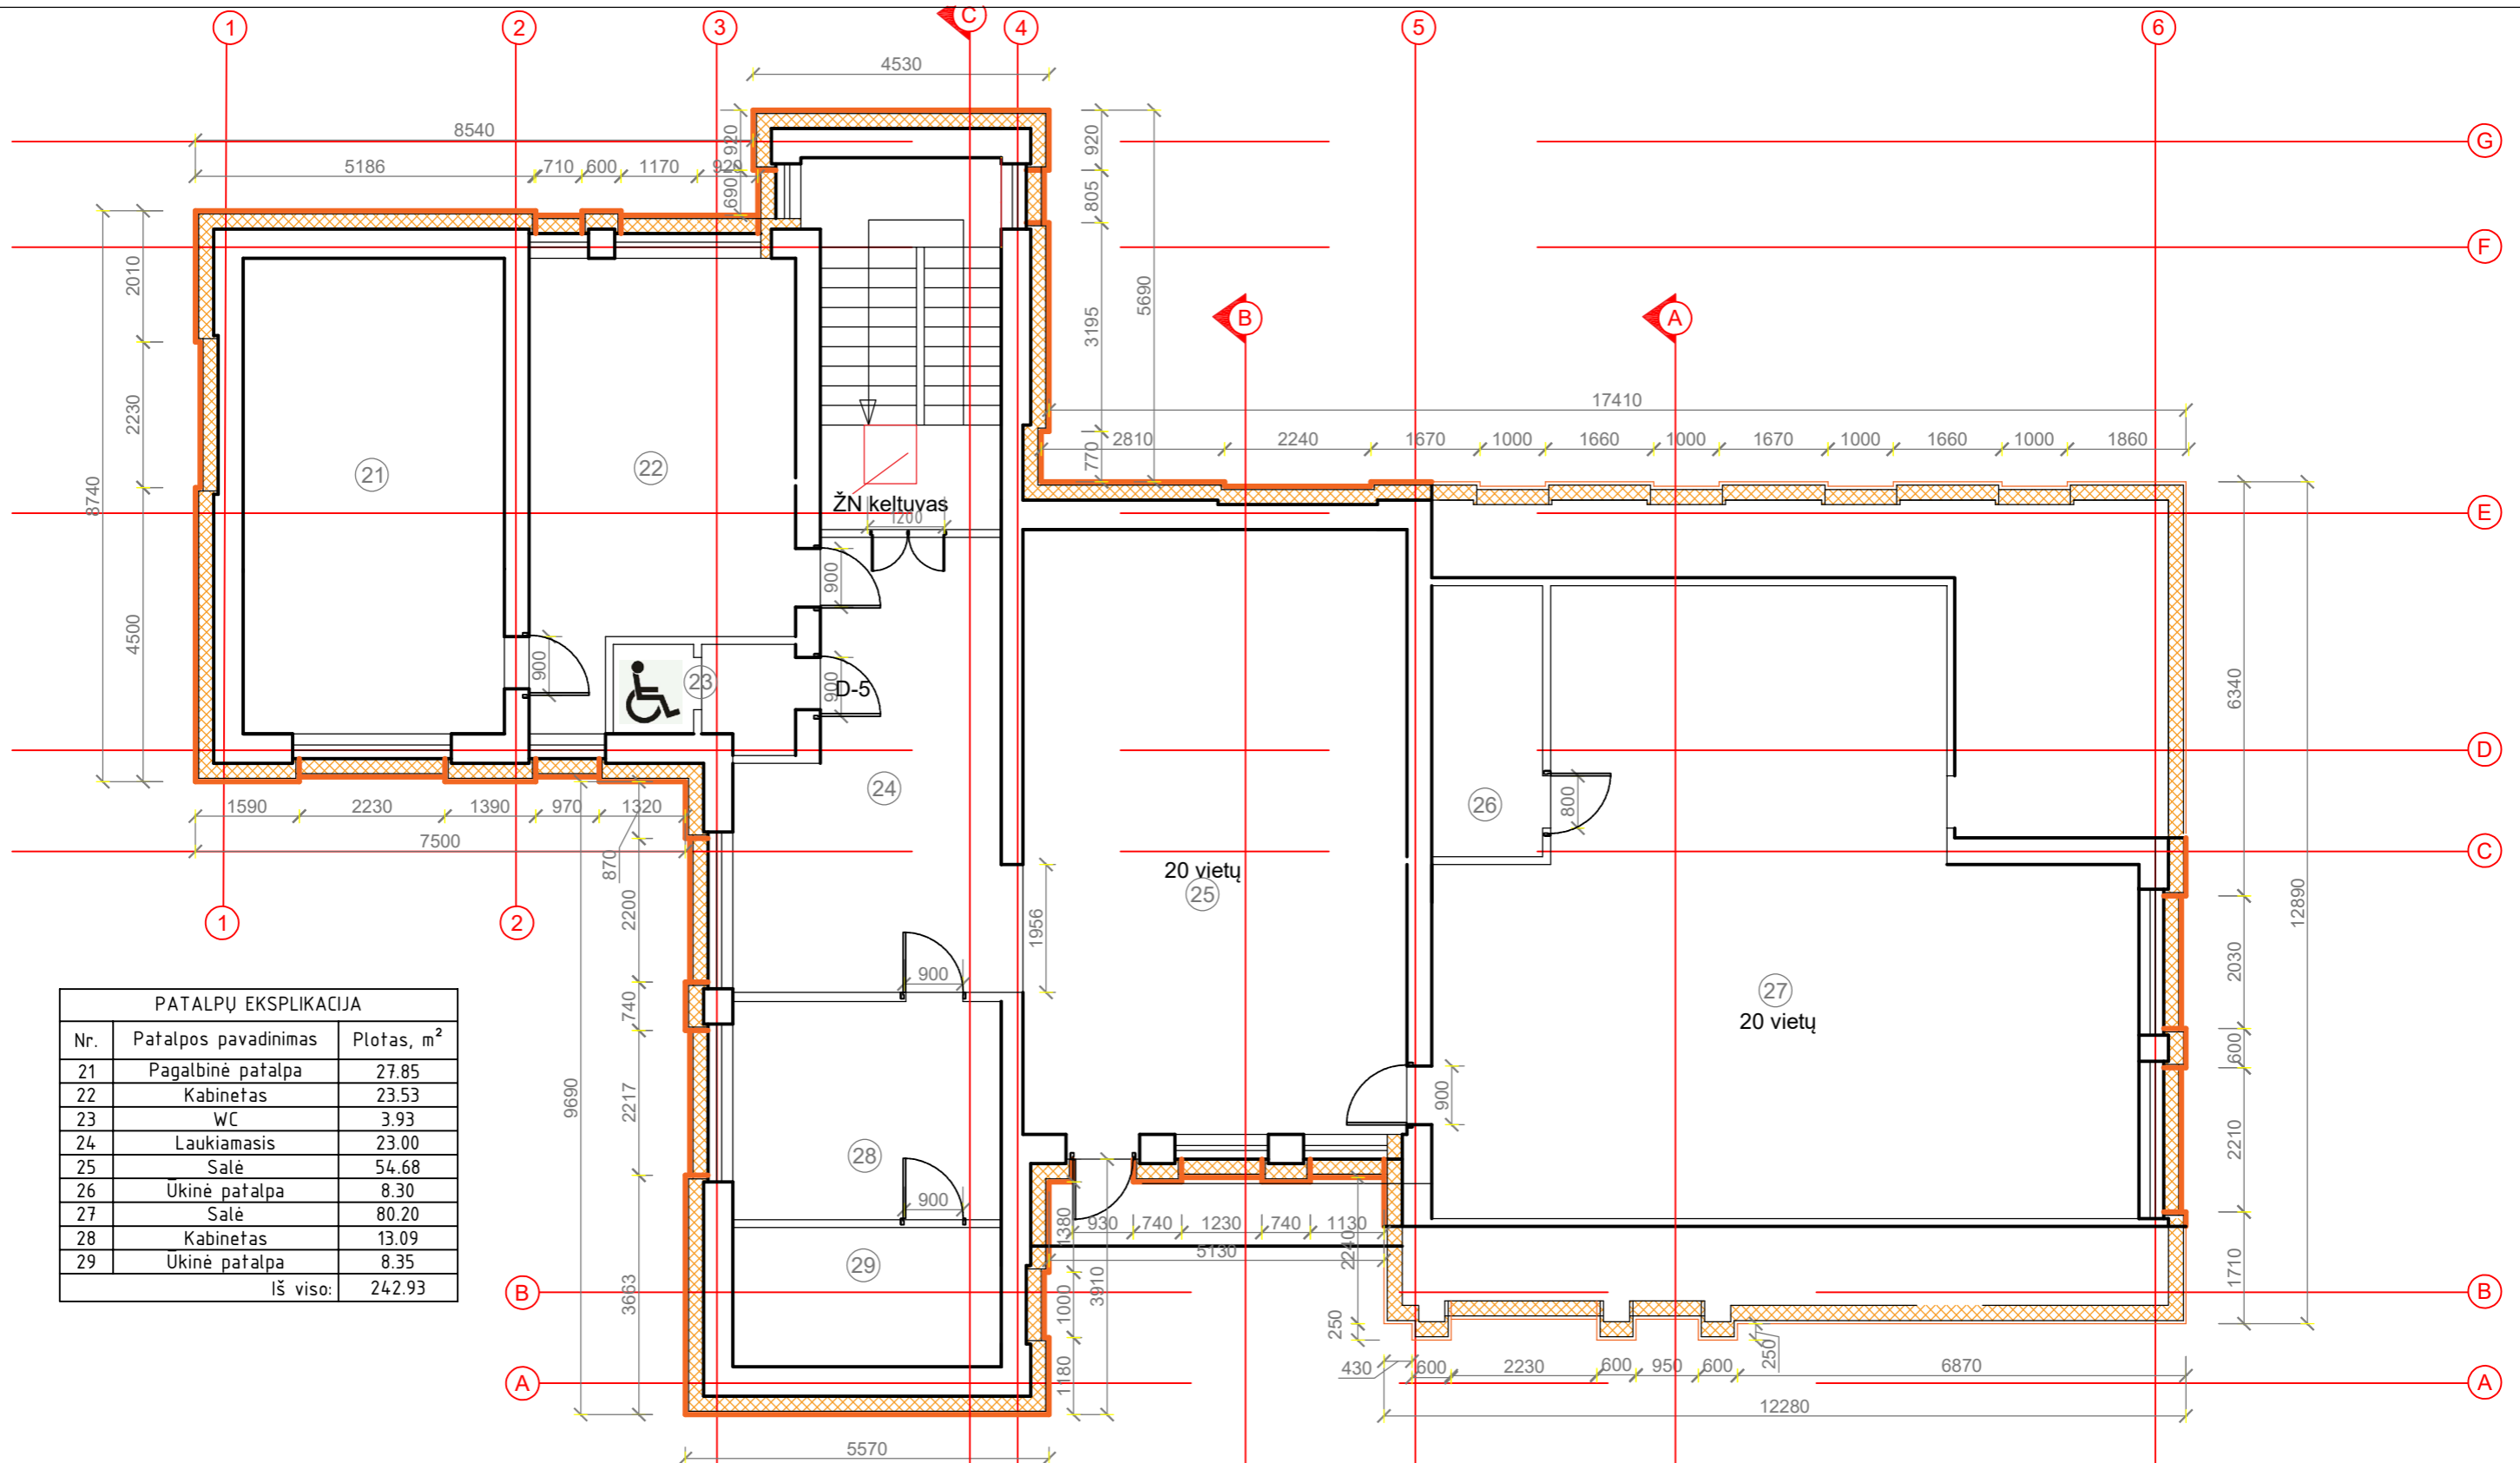 1 2 3 C 4 5 6
4530
8540
5186 710 600 1170 920
920
690
920
805
3195
770
5690
G
F
E
D
C
B
A
B
A
17410
2810 2240 1670 1000 1660 1000 1670 1000 1660 1000 1860
2010
2230
4500
8740
21
22
ŽN keltuvas
1200
900
900
23
900
D-5
24
1590 2230 1390 970 1320
7500
870
2200
740
2217
3663
9690
1
2
20 vietų
25
1956
26
800
27
20 vietų
6340
2030
600
2210
1710
12890
900
900
28
900
29
930 740 1230 740 1130
5130
1380
1000
1180
3910
2240
250
250
430 600 2230 600 950 600 6870
12280
5570
B
A
PATALPŲ EKSPLIKACIJA
Nr. Patalpos pavadinimas Plotas, m²
21 Pagalbinė patalpa 27.85
22 Kabinetas 23.53
23 WC 3.93
24 Laukiamasis 23.00
25 Salė 54.68
26 Ūkinė patalpa 8.30
27 Salė 80.20
28 Kabinetas 13.09
29 Ūkinė patalpa 8.35
Iš viso: 242.93